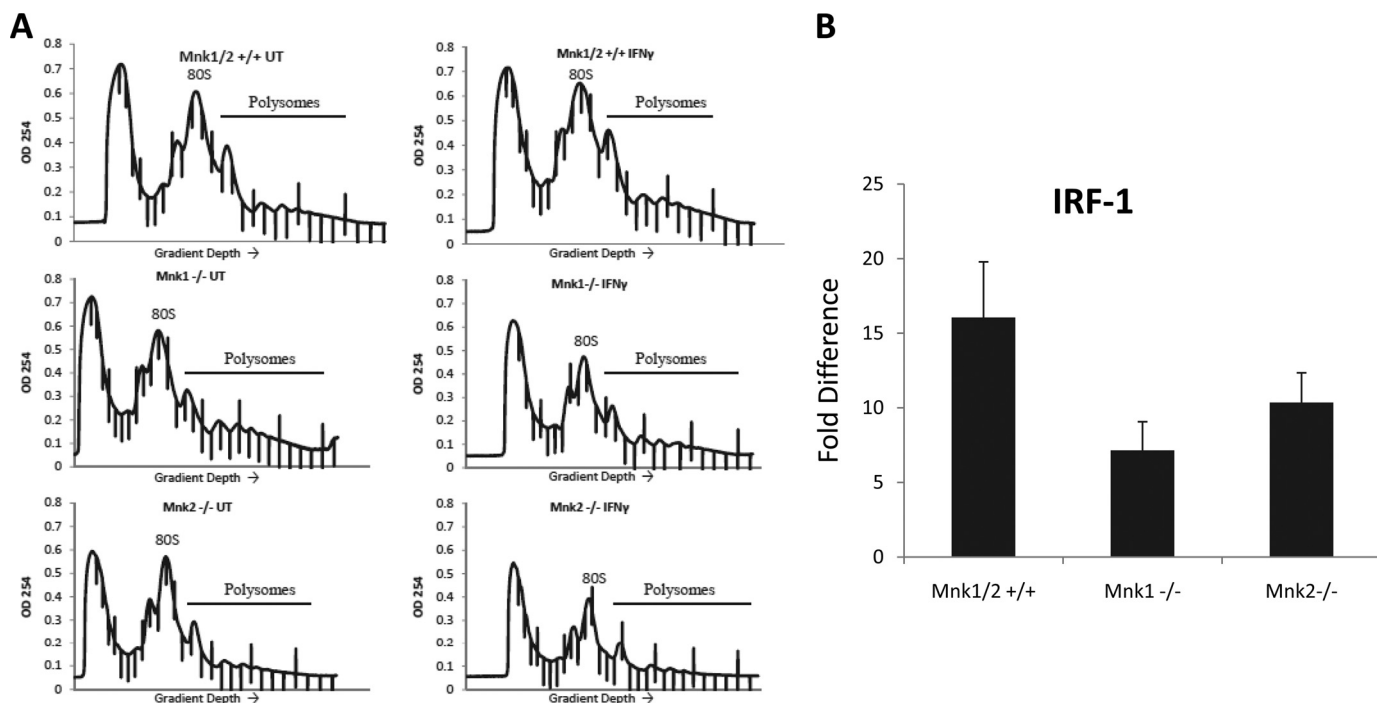 A
Mnk1/2 +/+ UT
0.8
0.7
0.6
0.5
0.4
0.3
0.2
0.1
0
OD 254
80S
Polysomes
Gradient Depth →
Mnk1/2 +/+ IFNγ
0.8
0.7
0.6
0.5
0.4
0.3
0.2
0.1
0
OD 254
80S
Polysomes
Gradient Depth →
Mnk1 -/- UT
0.8
0.7
0.6
0.5
0.4
0.3
0.2
0.1
0
OD 254
80S
Polysomes
Gradient Depth →
Mnk1-/- IFNγ
0.8
0.7
0.6
0.5
0.4
0.3
0.2
0.1
0
OD 254
80S
Polysomes
Gradient Depth →
Mnk2 -/- UT
0.8
0.7
0.6
0.5
0.4
0.3
0.2
0.1
0
OD 254
80S
Polysomes
Gradient Depth →
Mnk2 -/- IFNγ
0.8
0.7
0.6
0.5
0.4
0.3
0.2
0.1
0
OD 254
80S
Polysomes
Gradient Depth →
B
IRF-1
25
20
15
10
5
0
Fold Difference
Mnk1/2 +/+
Mnk1 -/-
Mnk2-/-